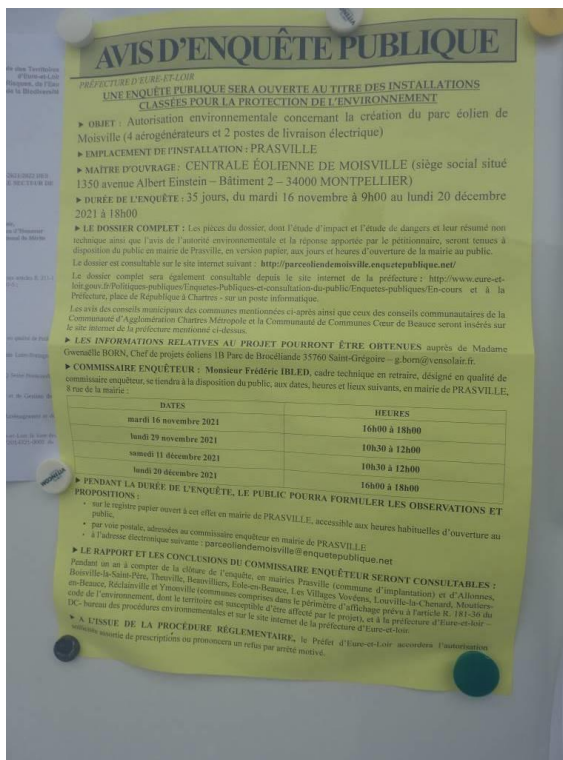 AVIS D'ENQUÊTE PUBLIQUE
PRÉFECTURE D'EURE-ET-LOIR
UNE ENQUÊTE PUBLIQUE SERA OUVERTE AU TITRE DES INSTALLATIONS
CLASSÉES POUR LA PROTECTION DE L'ENVIRONNEMENT
► OBJET : Autorisation environnementale concernant la création du parc éolien de
Moisville (4 aérogénérateurs et 2 postes de livraison électrique)
► EMPLACEMENT DE L'INSTALLATION : PRASVILLE
► MAÎTRE D'OUVRAGE : CENTRALE ÉOLIENNE DE MOISVILLE (siège social situé
1350 avenue Albert Einstein – Bâtiment 2 – 34000 MONTPELLIER)
► DURÉE DE L'ENQUÊTE : 35 jours, du mardi 16 novembre à 9h00 au lundi 20 décembre
2021 à 18h00
► LE DOSSIER COMPLET : Les pièces du dossier, dont l'étude d'impact et l'étude de dangers et leur résumé non
technique ainsi que l'avis de l'autorité environnementale et la réponse apportée par le pétitionnaire, seront tenues à
disposition du public en mairie de Prasville, en version papier, aux jours et heures d'ouverture de la mairie au public.
Le dossier est consultable sur le site internet suivant : http://parceoliendemoisville.enquetepublique.net/
Le dossier complet sera également consultable depuis le site internet de la préfecture : http://www.eure-et-
loir.gouv.fr/Politiques-publiques/Enquetes-Publiques-et-consultation-du-public/Enquetes-publiques/En-cours et à la
Préfecture, place de République à Chartres - sur un poste informatique.
Les avis des conseils municipaux des communes mentionnées ci-après ainsi que ceux des conseils communautaires de la
Communauté d'Agglomération Chartres Métropole et la Communauté de Communes Cœur de Beauce seront insérés sur
le site internet de la préfecture mentionné ci-dessus.
► LES INFORMATIONS RELATIVES AU PROJET POURRONT ÊTRE OBTENUES auprès de Madame
Gwenaëlle BORN, Chef de projets éoliens 1B Parc de Brocéliande 35760 Saint-Grégoire – g.born@vensolair.fr.
► COMMISSAIRE ENQUÊTEUR : Monsieur Frédéric IBLED, cadre technique en retraire, désigné en qualité de
commissaire enquêteur, se tiendra à la disposition du public, aux dates, heures et lieux suivants, en mairie de PRASVILLE,
8 rue de la mairie :
DATES HEURES
mardi 16 novembre 2021 16h00 à 18h00
lundi 29 novembre 2021 10h30 à 12h00
samedi 11 décembre 2021 10h30 à 12h00
lundi 20 décembre 2021 16h00 à 18h00
► PENDANT LA DURÉE DE L'ENQUÊTE, LE PUBLIC POURRA FORMULER LES OBSERVATIONS ET
PROPOSITIONS :
- sur le registre papier ouvert à cet effet en mairie de PRASVILLE, accessible aux heures habituelles d'ouverture au
public,
- par voie postale, adressées au commissaire enquêteur en mairie de PRASVILLE
- à l'adresse électronique suivante : parceoliendemoisville@enquetepublique.net
► LE RAPPORT ET LES CONCLUSIONS DU COMMISSAIRE ENQUÊTEUR SERONT CONSULTABLES :
Pendant un an à compter de la clôture de l'enquête, en mairies Prasville (commune d'implantation) et d'Allonnes,
Boisville-la-Saint-Père, Theuville, Beauvilliers, Eole-en-Beauce, Les Villages Vovéens, Louville-la-Chenard, Moutiers-
en-Beauce, Réclainville et Ymonville (communes comprises dans le périmètre d'affichage prévu à l'article R. 181-36 du
code de l'environnement, dont le territoire est susceptible d'être affecté par le projet), et à la préfecture d'Eure-et-loir –
DC- bureau des procédures environnementales et sur le site internet de la préfecture d'Eure-et-loir.
► A L'ISSUE DE LA PROCÉDURE RÉGLEMENTAIRE, le Préfet d'Eure-et-Loir accordera l'autorisation
assortie de prescriptions ou prononcera un refus par arrêté motivé.